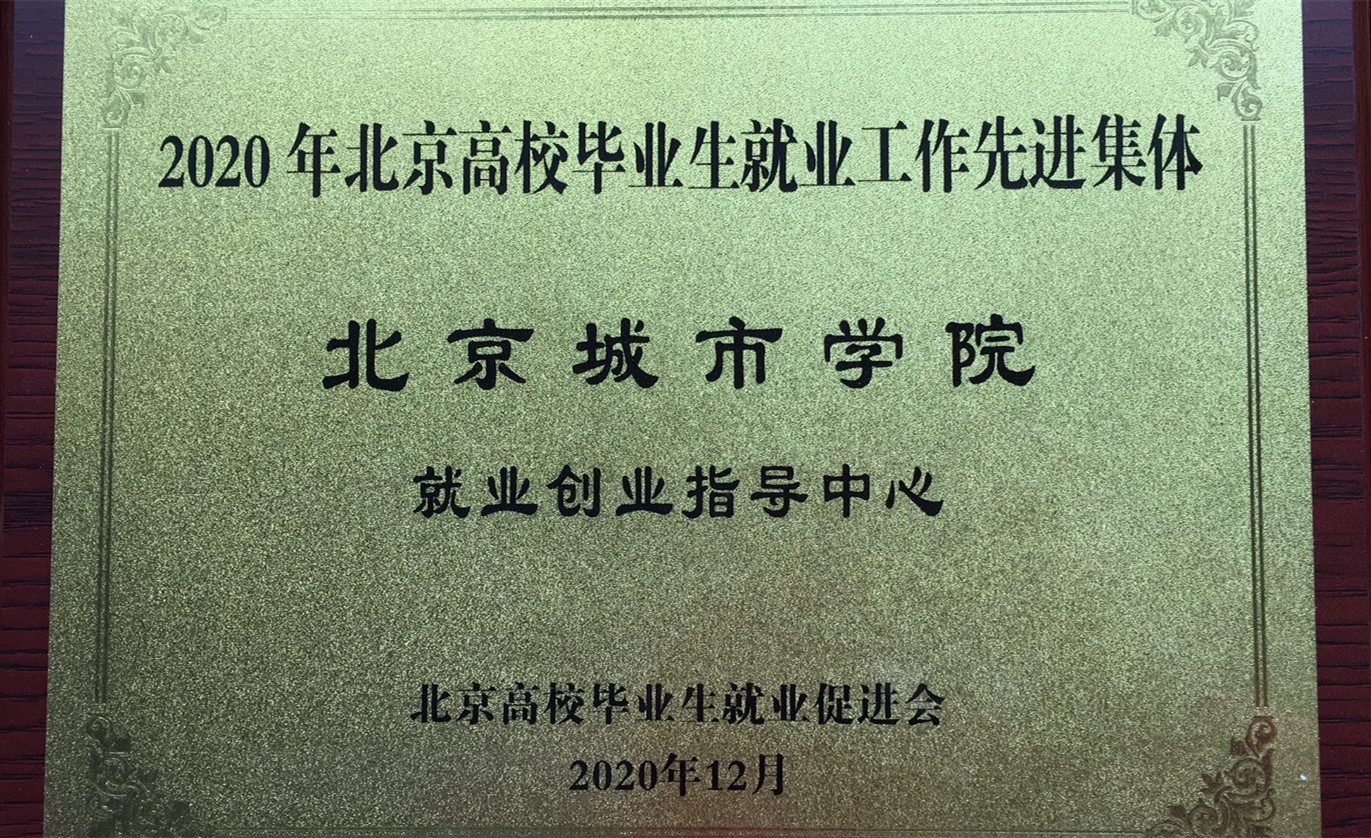 2020年北京高校毕业生就业工作先进集体
北京城市学院
就业创业指导中心
北京高校毕业生就业促进会
2020年12月